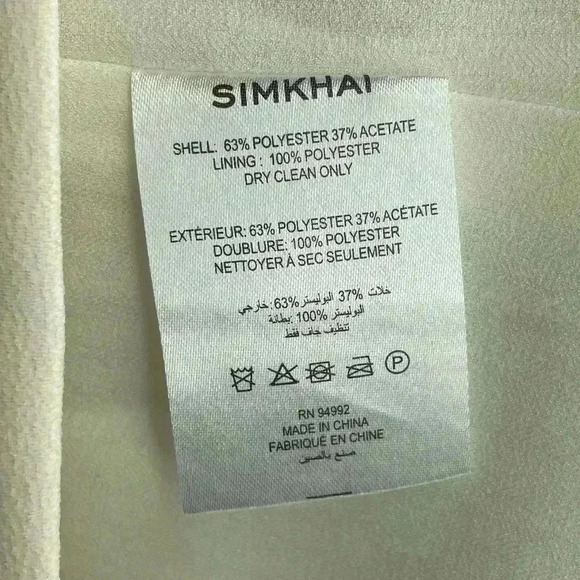 SIMKHAI
SHELL: 63% POLYESTER 37% ACETATE
LINING : 100% POLYESTER
DRY CLEAN ONLY
EXTÉRIEUR: 63% POLYESTER 37% ACÉTATE
DOUBLURE: 100% POLYESTER
NETTOYER À SEC SEULEMENT
خارجي: 63% البوليستر 37% خلات
بطانة: 100% البوليستر
تنظيف جاف فقط
P
RN 94992
MADE IN CHINA
FABRIQUÉ EN CHINE
صنع بالصين